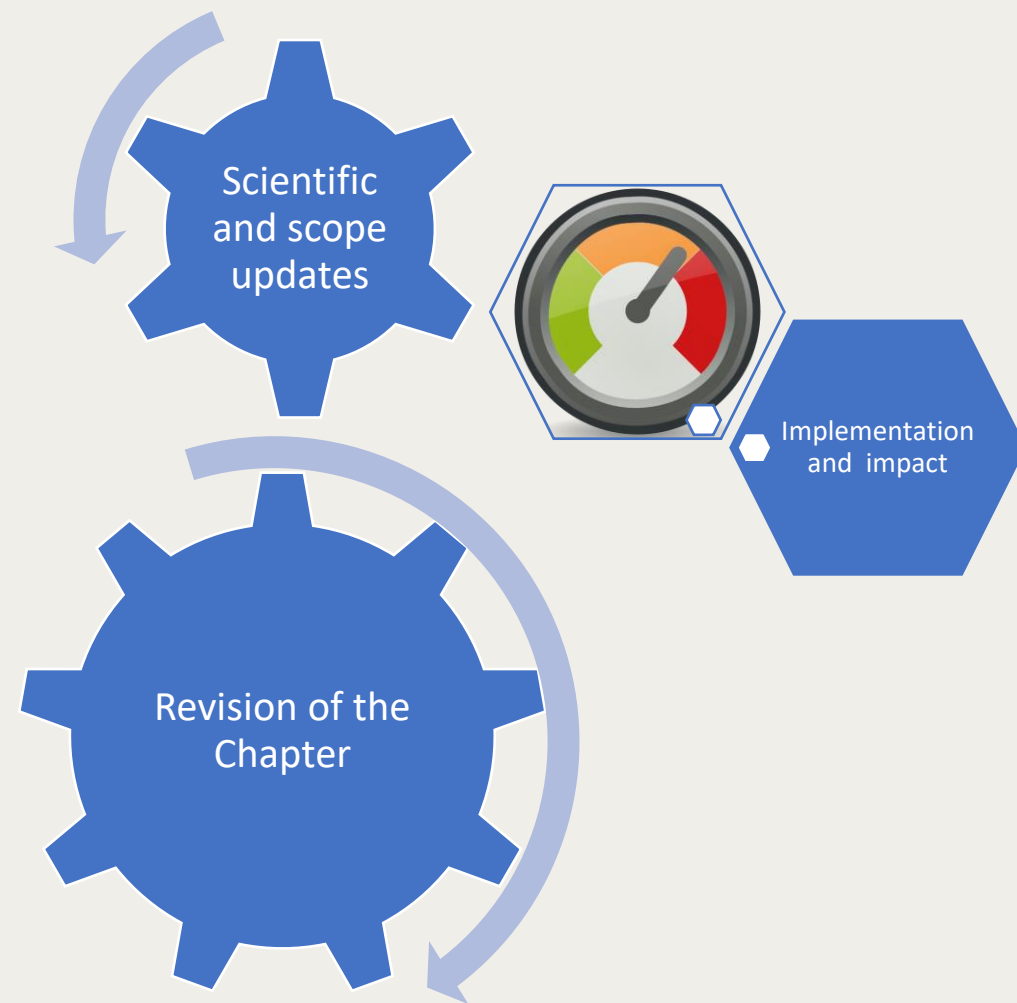 Scientific
and scope
updates
Implementation
and  impact
Revision of the
Chapter